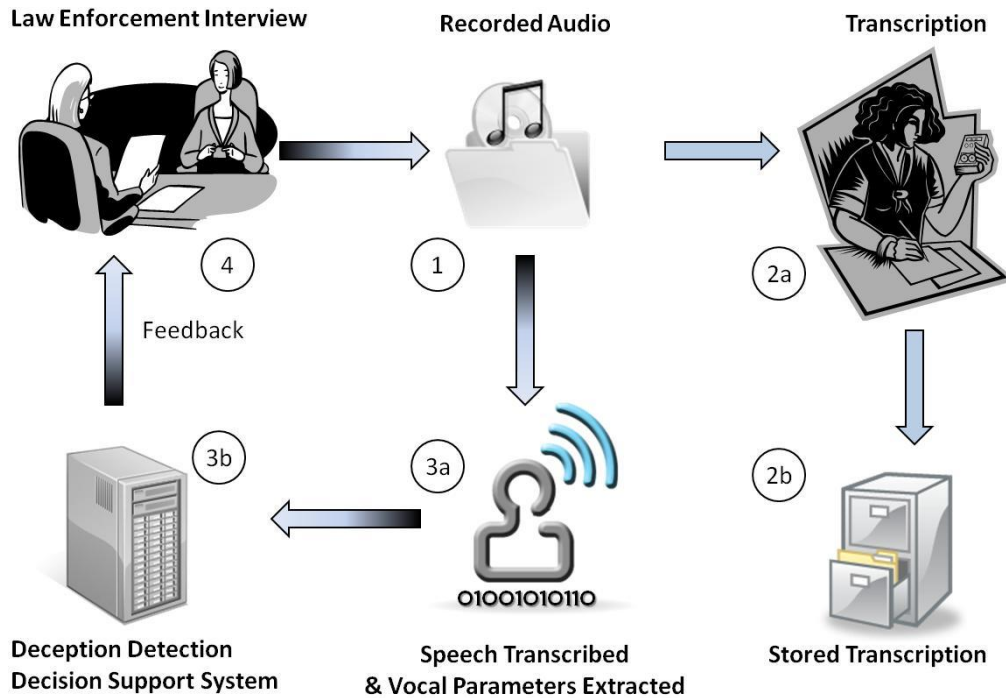 Law Enforcement Interview
Recorded Audio
Transcription
4
1
2a
Feedback
3b
3a
2b
01001010110
Deception Detection
Decision Support System
Speech Transcribed
& Vocal Parameters Extracted
Stored Transcription